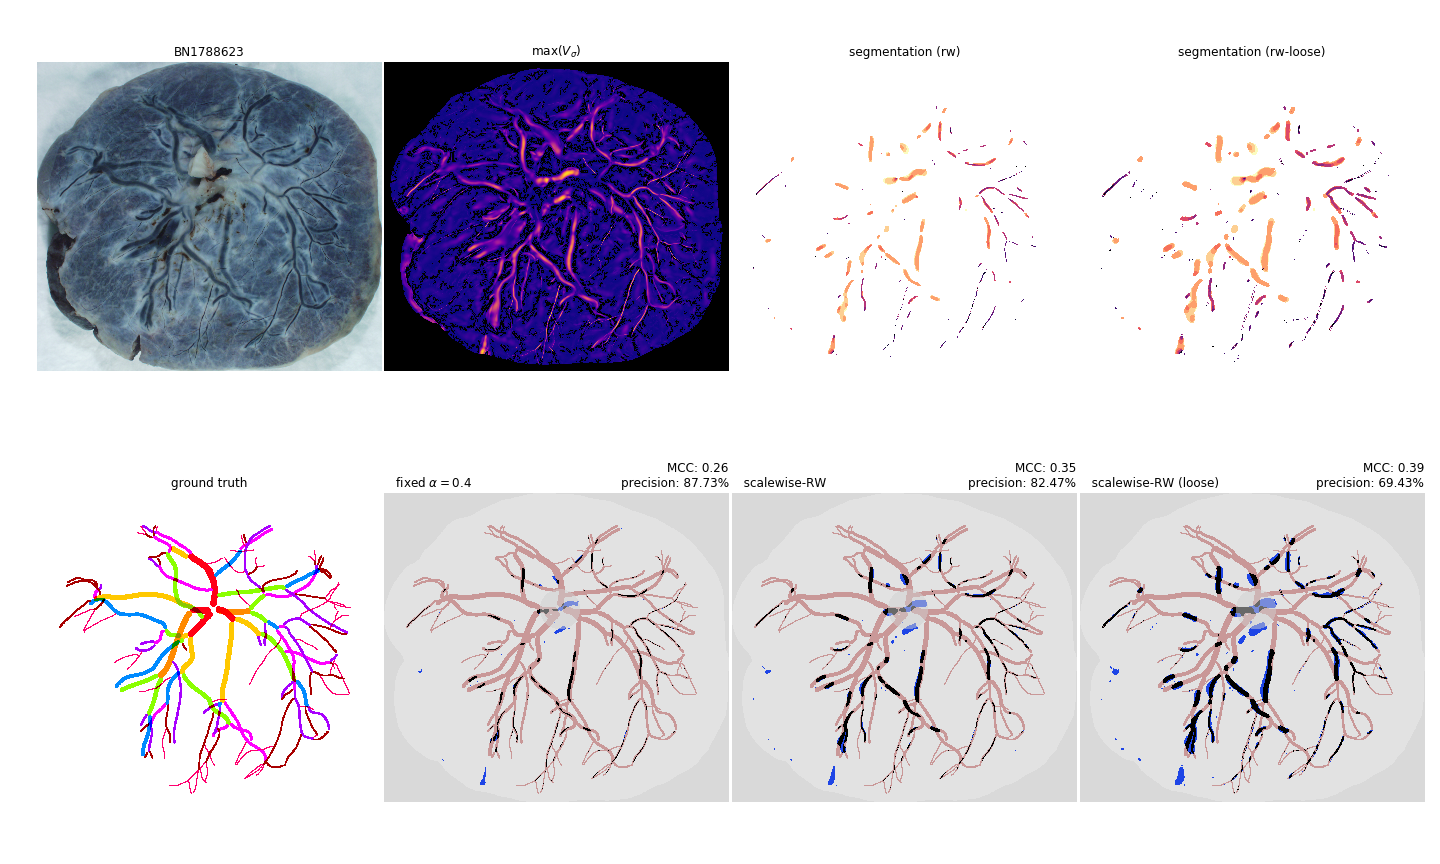 BN1788623
max(Vσ)
segmentation (rw)
segmentation (rw-loose)
ground truth
fixed α = 0.4
MCC: 0.26
precision: 87.73%
scalewise-RW
MCC: 0.35
precision: 82.47%
scalewise-RW (loose)
MCC: 0.39
precision: 69.43%